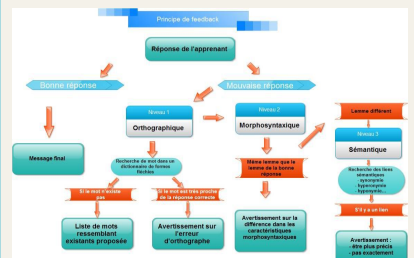 Principe de feedback
Réponse de l'apprenant
Bonne réponse
Mouvaise réponse
Niveau 1
Orthographique
Niveau 2
Morphosyntaxique
Lemme différent
Niveau 3
Sémantique
Message final
Recherche de mot dans un
dictionnaire de formes
fléchies
Même lemme que le
lemme de la bonne
réponse
Recherche des liens
sémantiques
- synonymie
- hyperonymie
- hyponymie
Si le mot n'existe
pas
Si le mot est très proche
de la réponse correcte
S'il y a un lien
Liste de mots
ressemblant
existants proposée
Avertissement sur
l'erreur
d'orthographe
Avertissement sur la
différence dans les
caractéristiques
morphosyntaxiques
Avertissement :
- être plus précis
- pas exactement